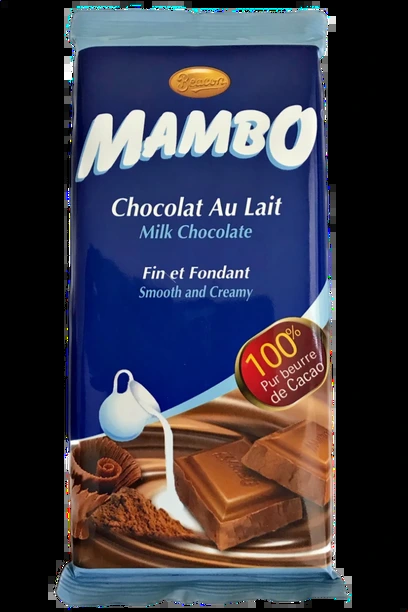 Beacon
MAMBO
Chocolat Au Lait
Milk Chocolate
Fin et Fondant
Smooth and Creamy
100%
Pur beurre
de Cacao